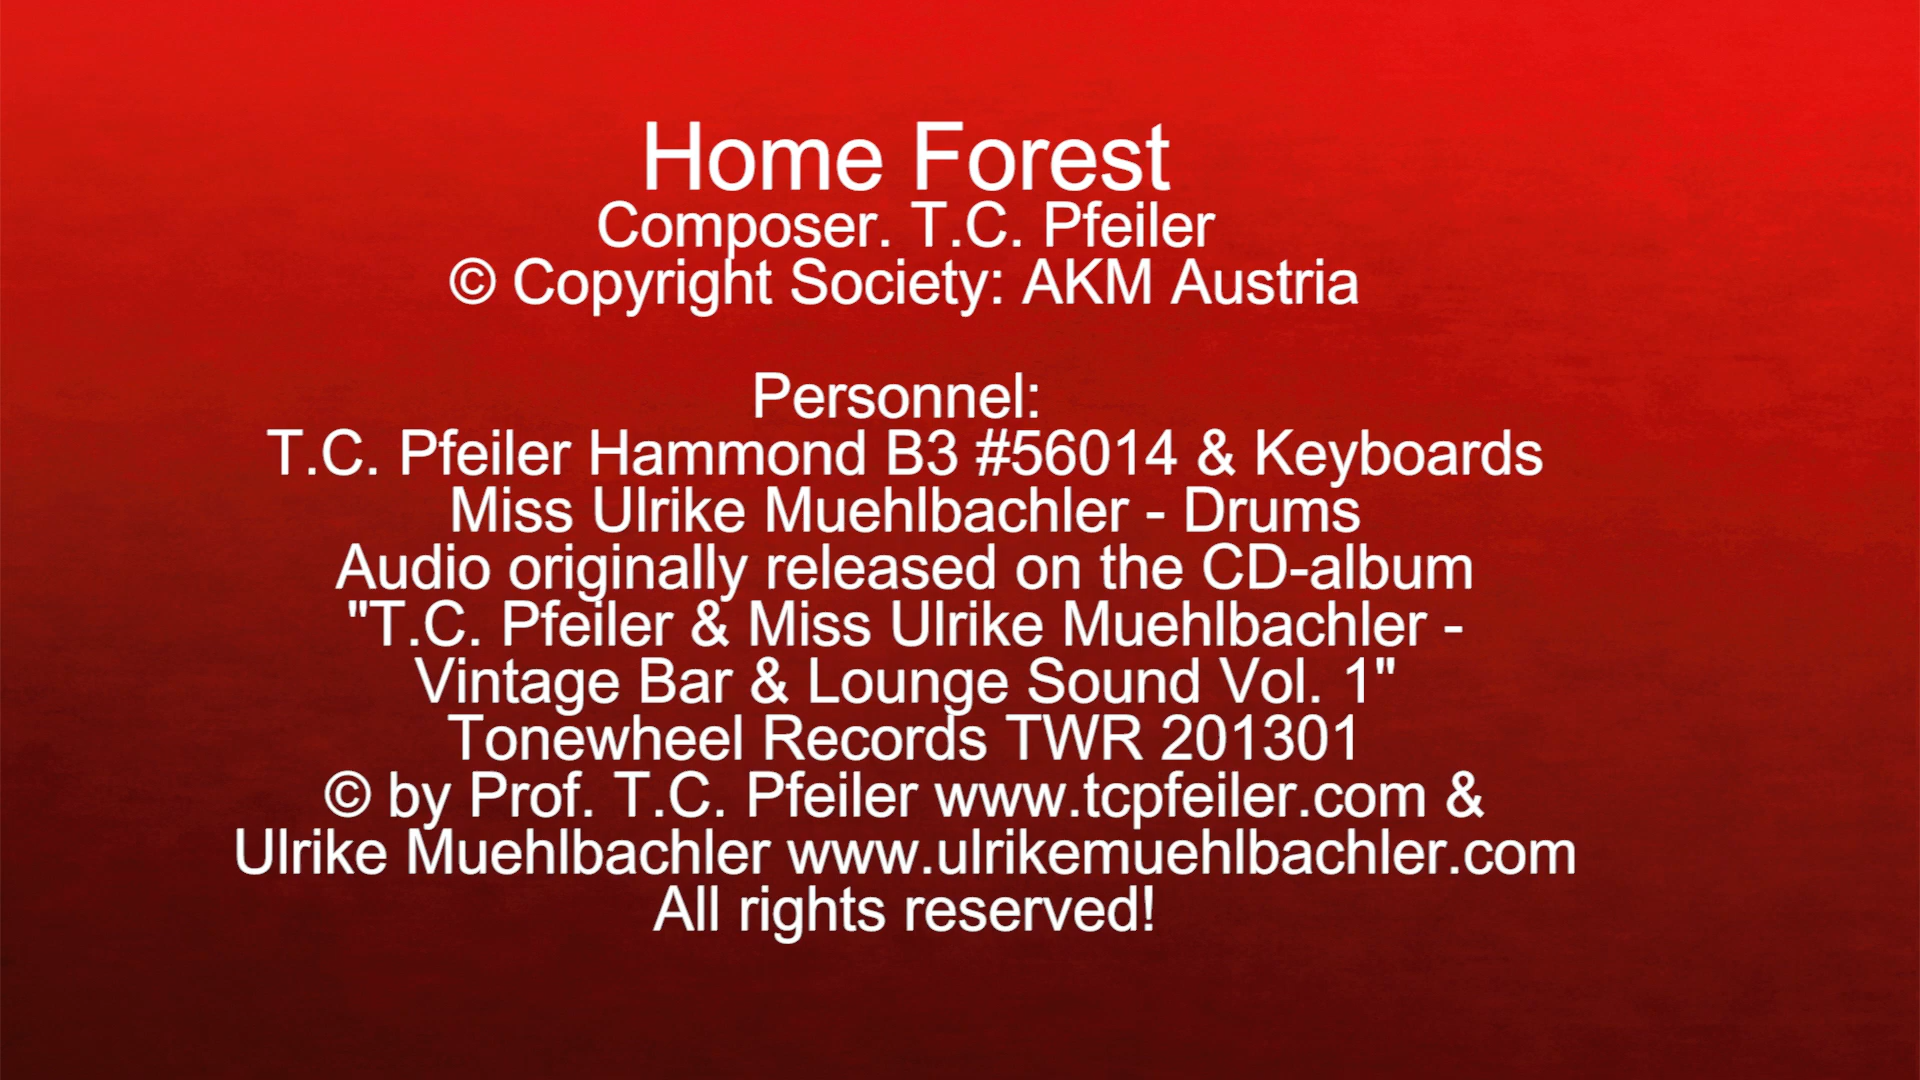 Home Forest
Composer. T.C. Pfeiler
© Copyright Society: AKM Austria
Personnel:
T.C. Pfeiler Hammond B3 #56014 & Keyboards
Miss Ulrike Muehlbachler - Drums
Audio originally released on the CD-album
"T.C. Pfeiler & Miss Ulrike Muehlbachler -
Vintage Bar & Lounge Sound Vol. 1"
Tonewheel Records TWR 201301
© by Prof. T.C. Pfeiler www.tcpfeiler.com &
Ulrike Muehlbachler www.ulrikemuehlbachler.com
All rights reserved!